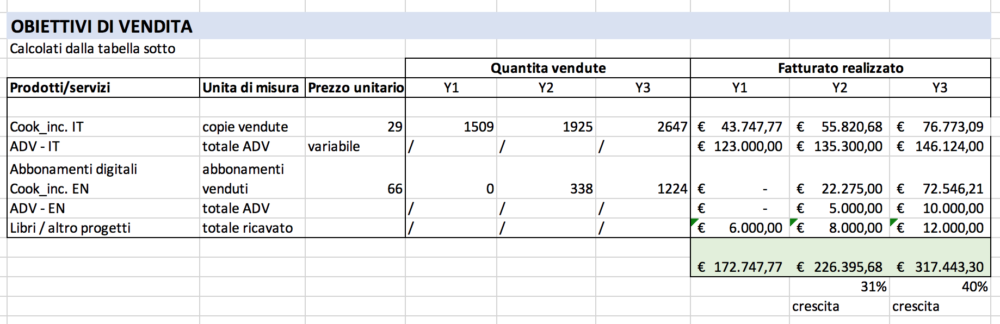 OBIETTIVI DI VENDITA
Calcolati dalla tabella sotto
Quantita vendute Fatturato realizzato
Prodotti/servizi Unita di misura Prezzo unitario Y1 Y2 Y3 Y1 Y2 Y3
Cook_inc. IT copie vendute 29 1509 1925 2647 € 43.747,77 € 55.820,68 € 76.773,09
ADV - IT totale ADV variabile / / / € 123.000,00 € 135.300,00 € 146.124,00
Abbonamenti digitali abbonamenti
Cook_inc. EN venduti 66 0 338 1224 € - € 22.275,00 € 72.546,21
ADV - EN totale ADV / / / € - € 5.000,00 € 10.000,00
Libri / altro progetti totale ricavato / / / € 6.000,00 € 8.000,00 € 12.000,00
€ 172.747,77 € 226.395,68 € 317.443,30
31% 40%
crescita crescita